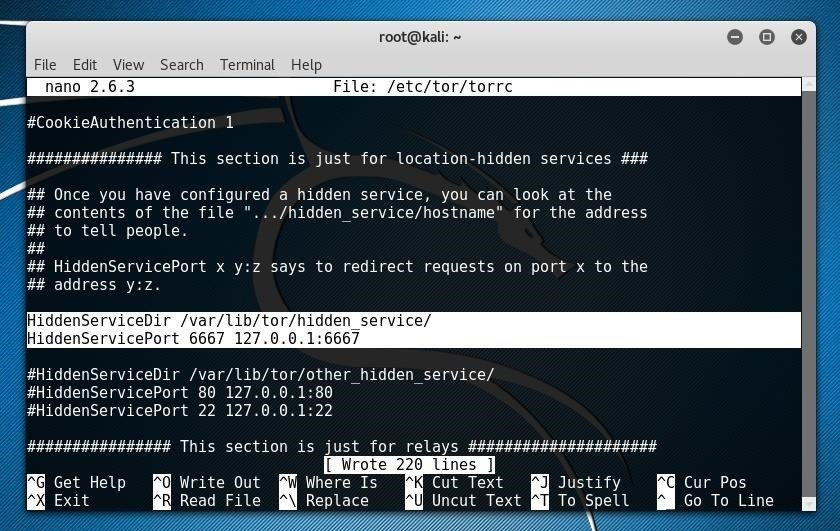 root@kali: ~
File Edit View Search Terminal Help
nano 2.6.3 File: /etc/tor/torrc
#CookieAuthentication 1
############### This section is just for location-hidden services ###
## Once you have configured a hidden service, you can look at the
## contents of the file ".../hidden_service/hostname" for the address
## to tell people.
##
## HiddenServicePort x y:z says to redirect requests on port x to the
## address y:z.
HiddenServiceDir /var/lib/tor/hidden_service/
HiddenServicePort 6667 127.0.0.1:6667
#HiddenServiceDir /var/lib/tor/other_hidden_service/
#HiddenServicePort 80 127.0.0.1:80
#HiddenServicePort 22 127.0.0.1:22
################ This section is just for relays #####################
[ Wrote 220 lines ]
^G Get Help ^O Write Out ^W Where Is ^K Cut Text ^J Justify ^C Cur Pos
^X Exit ^R Read File ^\ Replace ^U Uncut Text ^T To Spell ^_ Go To Line